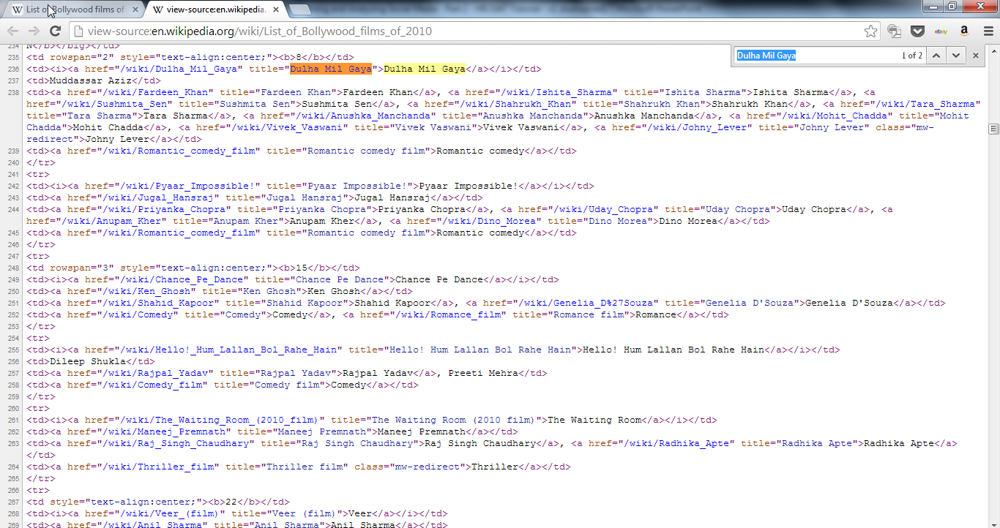 List of Bollywood films of
view-source:en.wikipedia.
view-source:en.wikipedia.org/wiki/List_of_Bollywood_films_of_2010
ebay
a
Dulha Mil Gaya 1 of 2
234 N</b></big></td>
235 <td rowspan="2" style="text-align:center;"><b>8</b></td>
236 <td><i><a href="/wiki/Dulha_Mil_Gaya" title="Dulha Mil Gaya">Dulha Mil Gaya</a></i></td>
237 <td>Muddassar Aziz</td>
238 <td><a href="/wiki/Fardeen_Khan" title="Fardeen Khan">Fardeen Khan</a>, <a href="/wiki/Ishita_Sharma" title="Ishita Sharma">Ishita Sharma</a>, <a
href="/wiki/Sushmita_Sen" title="Sushmita Sen">Sushmita Sen</a>, <a href="/wiki/Shahrukh_Khan" title="Shahrukh Khan">Shahrukh Khan</a>, <a href="/wiki/Tara_Sharma"
title="Tara Sharma">Tara Sharma</a>, <a href="/wiki/Anushka_Manchanda" title="Anushka Manchanda">Anushka Manchanda</a>, <a href="/wiki/Mohit_Chadda" title="Mohit
Chadda">Mohit Chadda</a>, <a href="/wiki/Vivek_Vaswani" title="Vivek Vaswani">Vivek Vaswani</a>, <a href="/wiki/Johny_Lever" title="Johny Lever" class="mw-
redirect">Johny Lever</a></td>
239 <td><a href="/wiki/Romantic_comedy_film" title="Romantic comedy film">Romantic comedy</a></td>
240 </tr>
241 <tr>
242 <td><i><a href="/wiki/Pyaar_Impossible!" title="Pyaar Impossible!">Pyaar Impossible!</a></i></td>
243 <td><a href="/wiki/Jugal_Hansraj" title="Jugal Hansraj">Jugal Hansraj</a></td>
244 <td><a href="/wiki/Priyanka_Chopra" title="Priyanka Chopra">Priyanka Chopra</a>, <a href="/wiki/Uday_Chopra" title="Uday Chopra">Uday Chopra</a>, <a
href="/wiki/Anupam_Kher" title="Anupam Kher">Anupam Kher</a>, <a href="/wiki/Dino_Morea" title="Dino Morea">Dino Morea</a></td>
245 <td><a href="/wiki/Romantic_comedy_film" title="Romantic comedy film">Romantic comedy</a></td>
246 </tr>
247 <tr>
248 <td rowspan="3" style="text-align:center;"><b>15</b></td>
249 <td><i><a href="/wiki/Chance_Pe_Dance" title="Chance Pe Dance">Chance Pe Dance</a></i></td>
250 <td><a href="/wiki/Ken_Ghosh" title="Ken Ghosh">Ken Ghosh</a></td>
251 <td><a href="/wiki/Shahid_Kapoor" title="Shahid Kapoor">Shahid Kapoor</a>, <a href="/wiki/Genelia_D%27Souza" title="Genelia D'Souza">Genelia D'Souza</a></td>
252 <td><a href="/wiki/Comedy" title="Comedy">Comedy</a>, <a href="/wiki/Romance_film" title="Romance film">Romance</a></td>
253 </tr>
254 <tr>
255 <td><i><a href="/wiki/Hello!_Hum_Lallan_Bol_Rahe_Hain" title="Hello! Hum Lallan Bol Rahe Hain">Hello! Hum Lallan Bol Rahe Hain</a></i></td>
256 <td>Dileep Shukla</td>
257 <td><a href="/wiki/Rajpal_Yadav" title="Rajpal Yadav">Rajpal Yadav</a>, Preeti Mehra</td>
258 <td><a href="/wiki/Comedy_film" title="Comedy film">Comedy</a></td>
259 </tr>
260 <tr>
261 <td><i><a href="/wiki/The_Waiting_Room_(2010_film)" title="The Waiting Room (2010 film)">The Waiting Room</a></i></td>
262 <td><a href="/wiki/Maneej_Premnath" title="Maneej Premnath">Maneej Premnath</a></td>
263 <td><a href="/wiki/Raj_Singh_Chaudhary" title="Raj Singh Chaudhary">Raj Singh Chaudhary</a>, <a href="/wiki/Radhika_Apte" title="Radhika Apte">Radhika Apte</a>
</td>
264 <td><a href="/wiki/Thriller_film" title="Thriller film" class="mw-redirect">Thriller</a></td>
265 </tr>
266 <tr>
267 <td style="text-align:center;"><b>22</b></td>
268 <td><i><a href="/wiki/Veer_(film)" title="Veer (film)">Veer</a></i></td>
269 <td><a href="/wiki/Anil_Sharma" title="Anil Sharma">Anil Sharma</a></td>